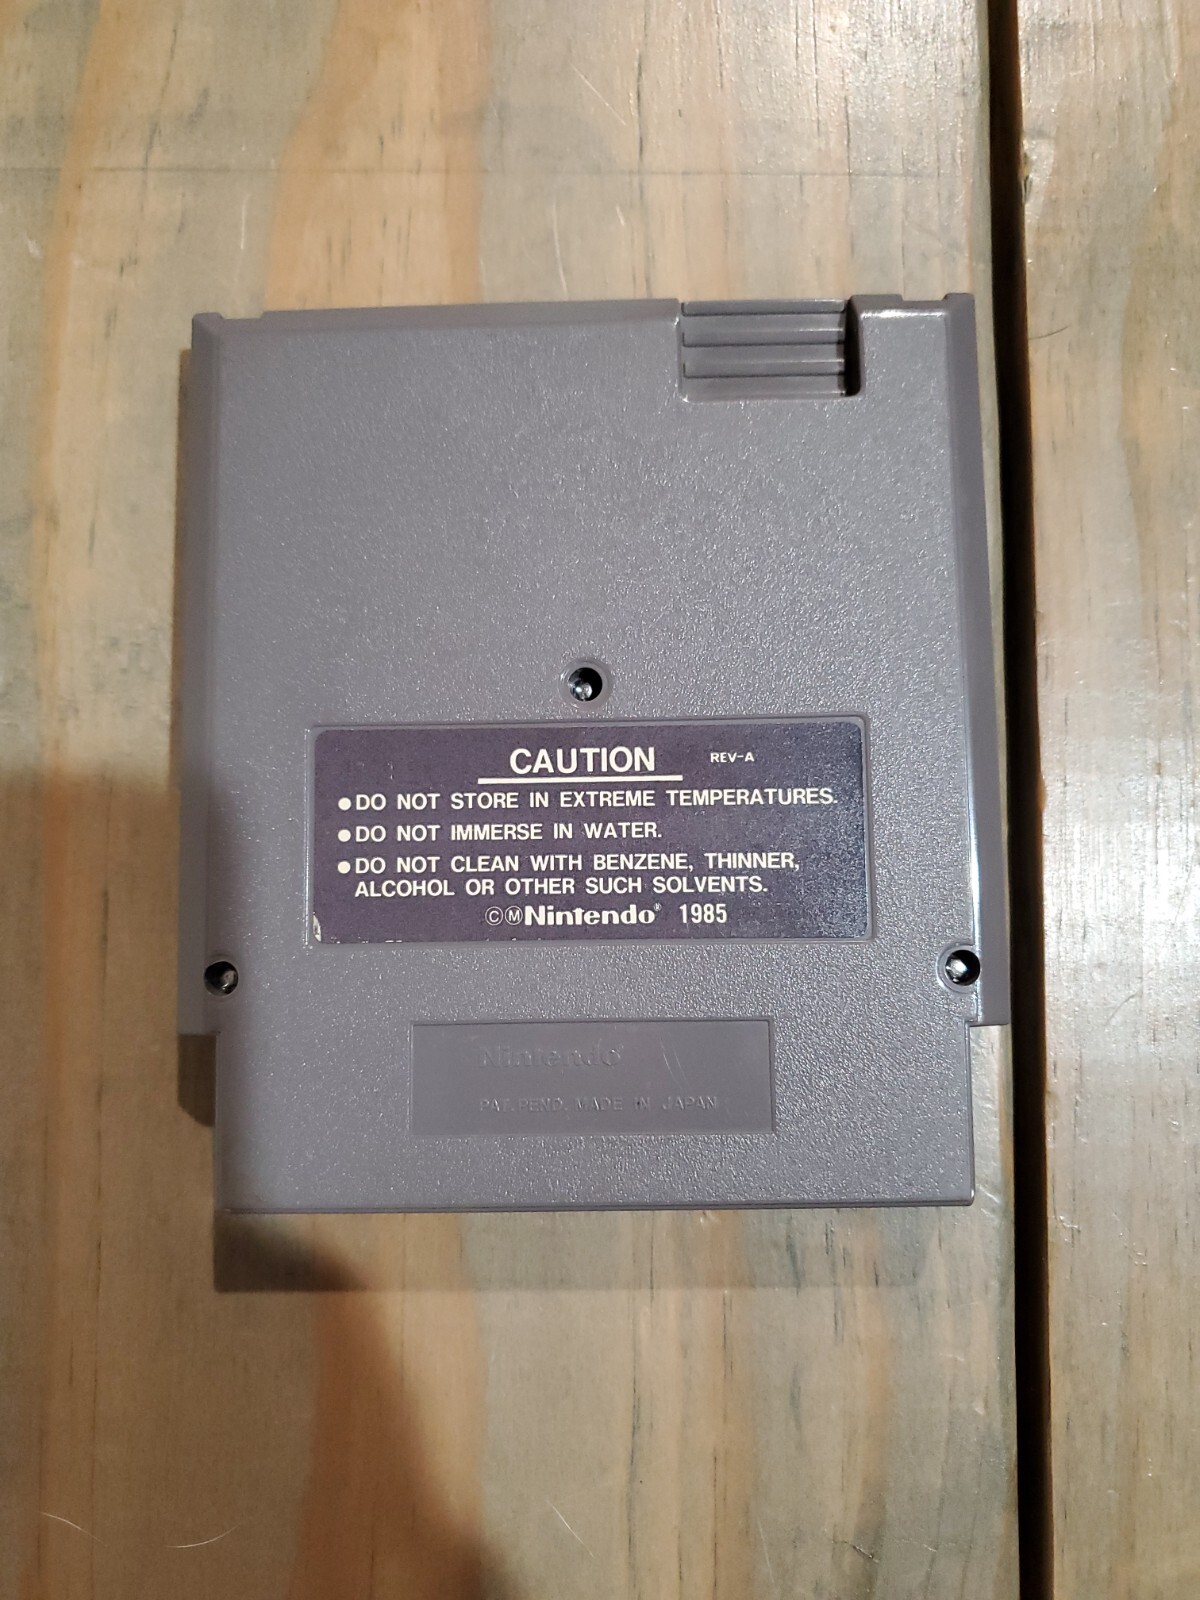 CAUTION REV-A
●DO NOT STORE IN EXTREME TEMPERATURES.
●DO NOT IMMERSE IN WATER.
●DO NOT CLEAN WITH BENZENE, THINNER,
ALCOHOL OR OTHER SUCH SOLVENTS.
ⒸⓂNintendo® 1985
Nintendo®
PAT. PEND. MADE IN JAPAN